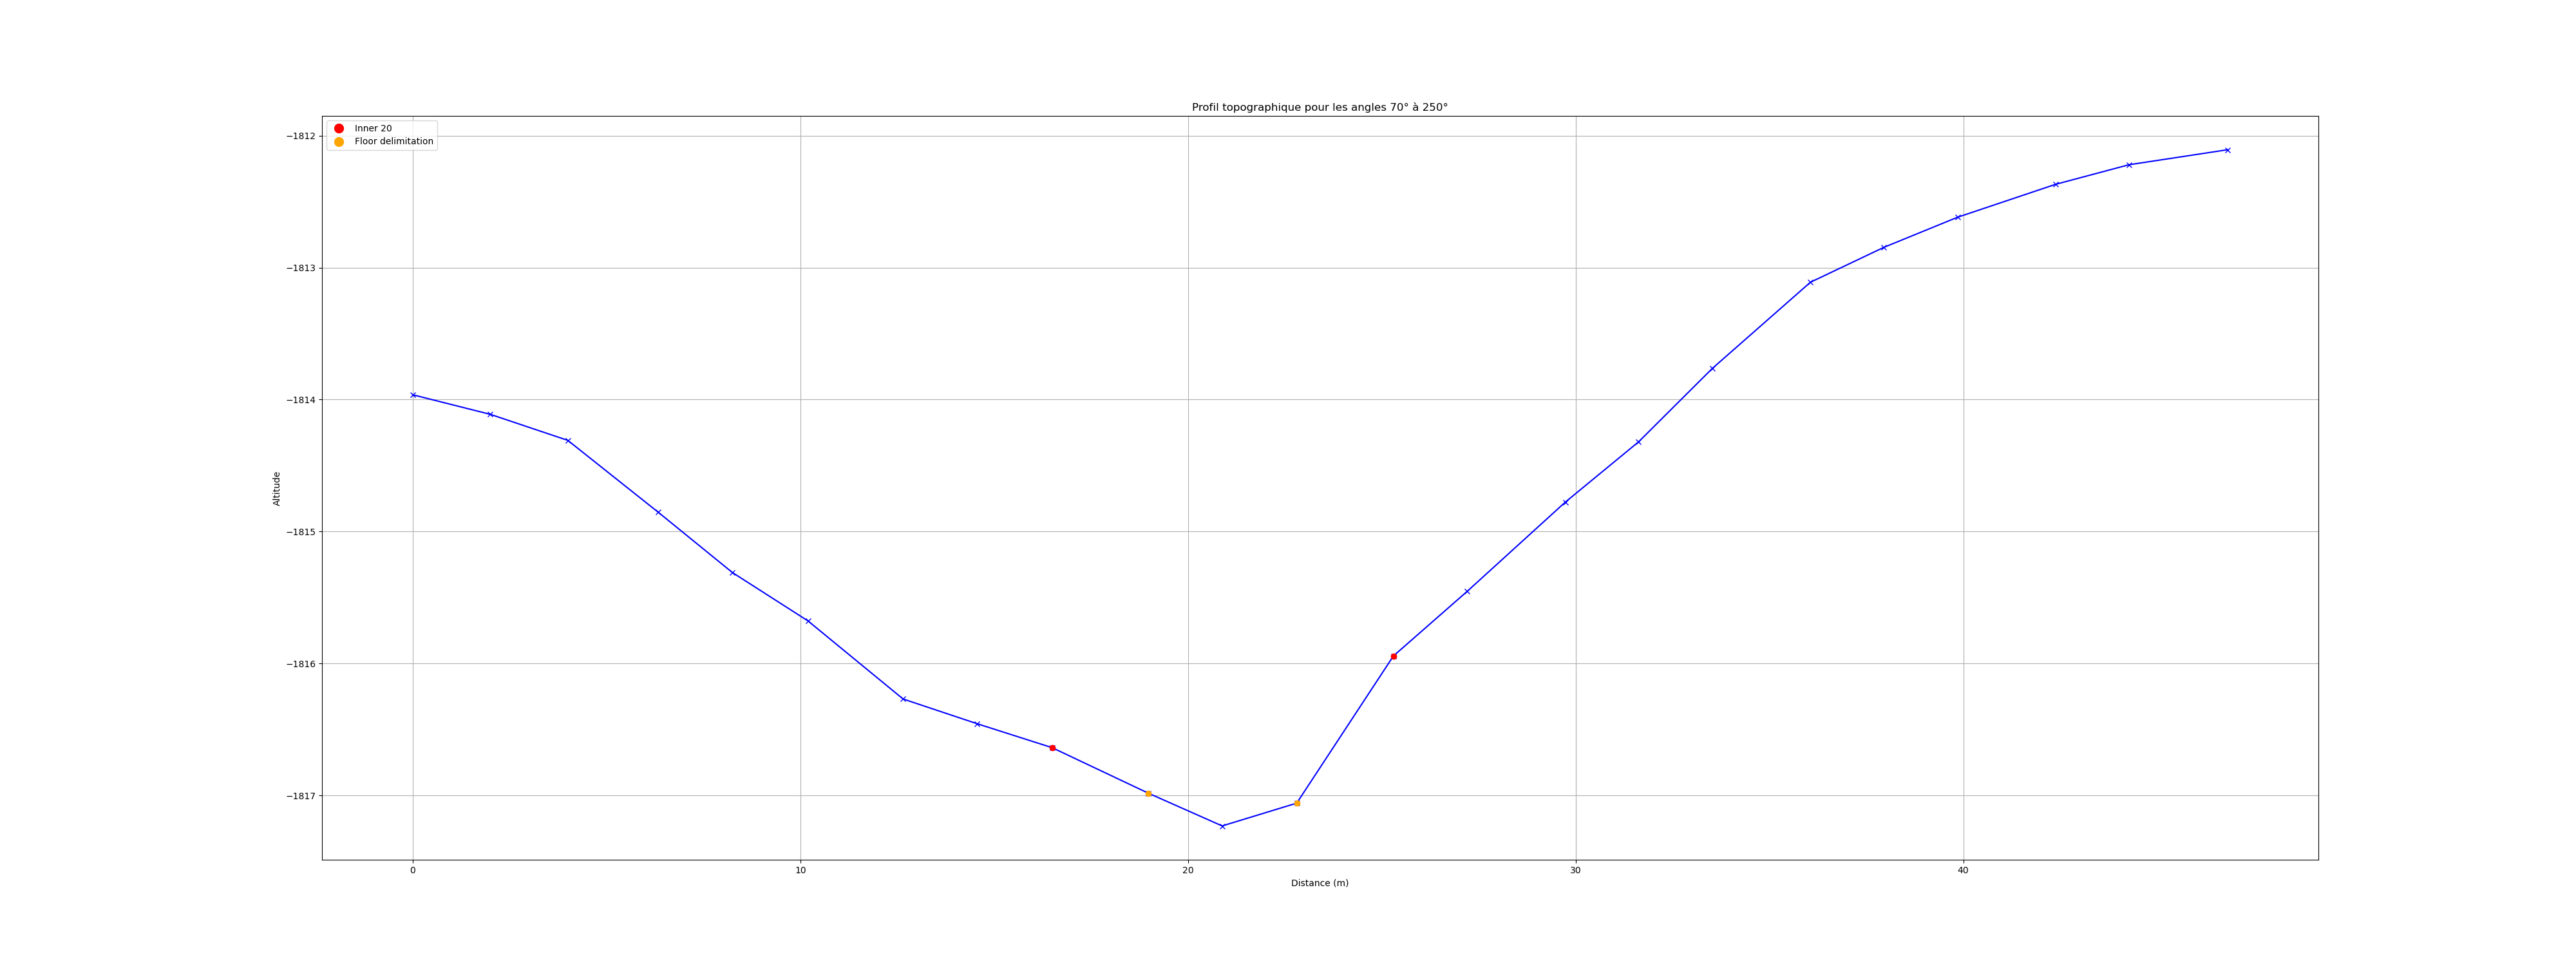 Profil topographique pour les angles 70° à 250°
Inner 20
Floor delimitation
−1812
−1813
−1814
−1815
−1816
−1817
Altitude
0 10 20 30 40
Distance (m)